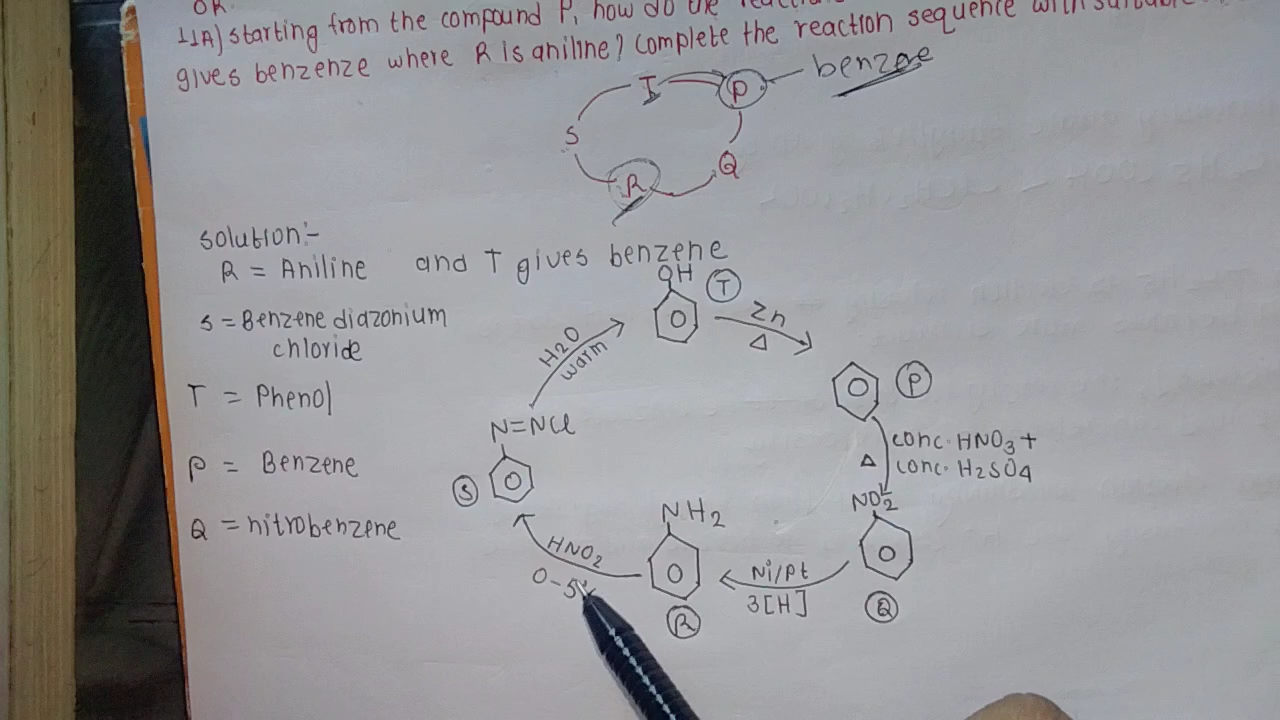 OR
11A] starting from the compound P, how do the
gives benzenze where R is aniline? complete the reaction sequence with
benzene
I
P
S
Q
R
solution:-
R = Aniline and T gives benzene
S = Benzene diazonium
chloride
T = Phenol
P = Benzene
Q = nitrobenzene
OH
T
Zn
Δ
H2O
warm
P
N=NCl
S
conc. HNO3 +
Δ conc. H2SO4
NO2
NH2
HNO2
0-5
Ni/Pt
3[H]
R
Q